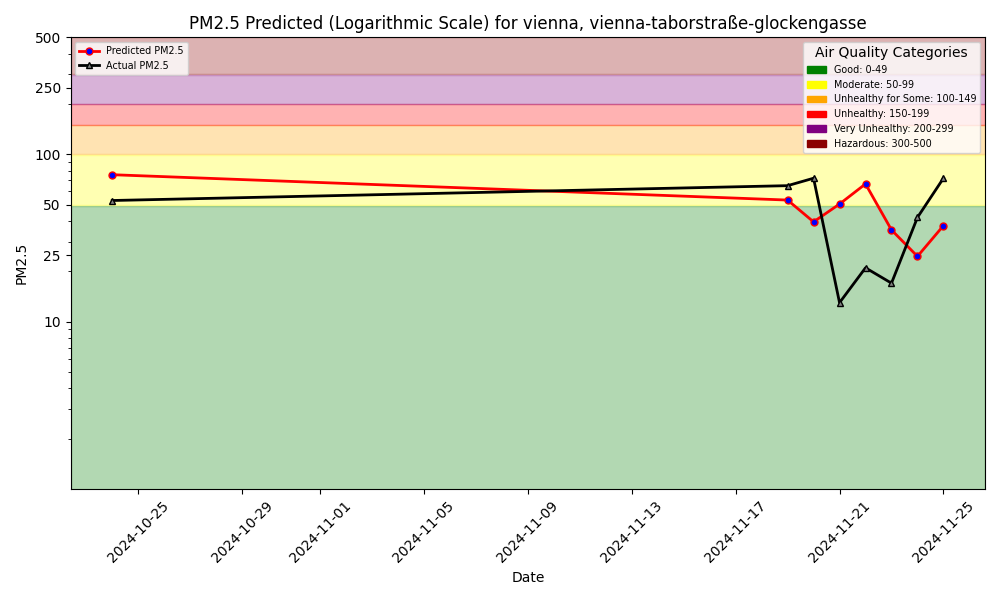 PM2.5 Predicted (Logarithmic Scale) for vienna, vienna-taborstraße-glockengasse
Predicted PM2.5
Actual PM2.5
Air Quality Categories
Good: 0-49
Moderate: 50-99
Unhealthy for Some: 100-149
Unhealthy: 150-199
Very Unhealthy: 200-299
Hazardous: 300-500
PM2.5
500
250
100
50
25
10
2024-10-25
2024-10-29
2024-11-01
2024-11-05
2024-11-09
2024-11-13
2024-11-17
2024-11-21
2024-11-25
Date